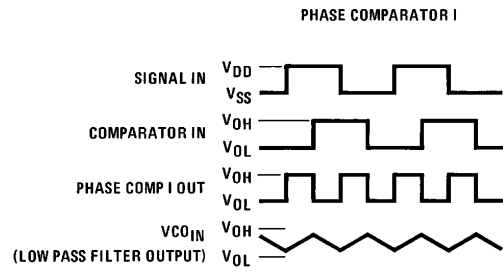 PHASE COMPARATOR I
SIGNAL IN
VDD
VSS
COMPARATOR IN
VOH
VOL
PHASE COMP I OUT
VOH
VOL
VCOIN
(LOW PASS FILTER OUTPUT)
VOH
VOL